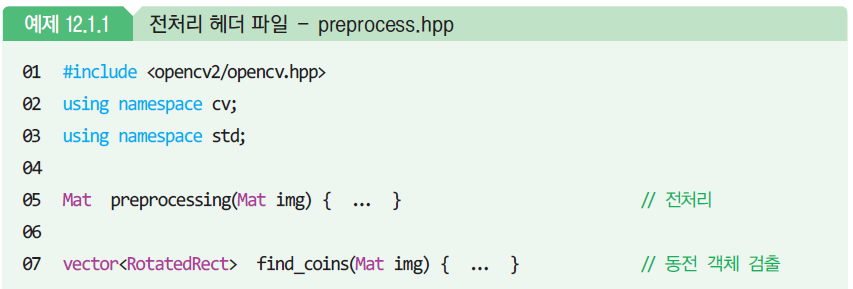 예제 12.1.1 전처리 헤더 파일 - preprocess.hpp
01 #include <opencv2/opencv.hpp>
02 using namespace cv;
03 using namespace std;
04
05 Mat preprocessing(Mat img) { … } // 전처리
06
07 vector<RotatedRect> find_coins(Mat img) { … } // 동전 객체 검출